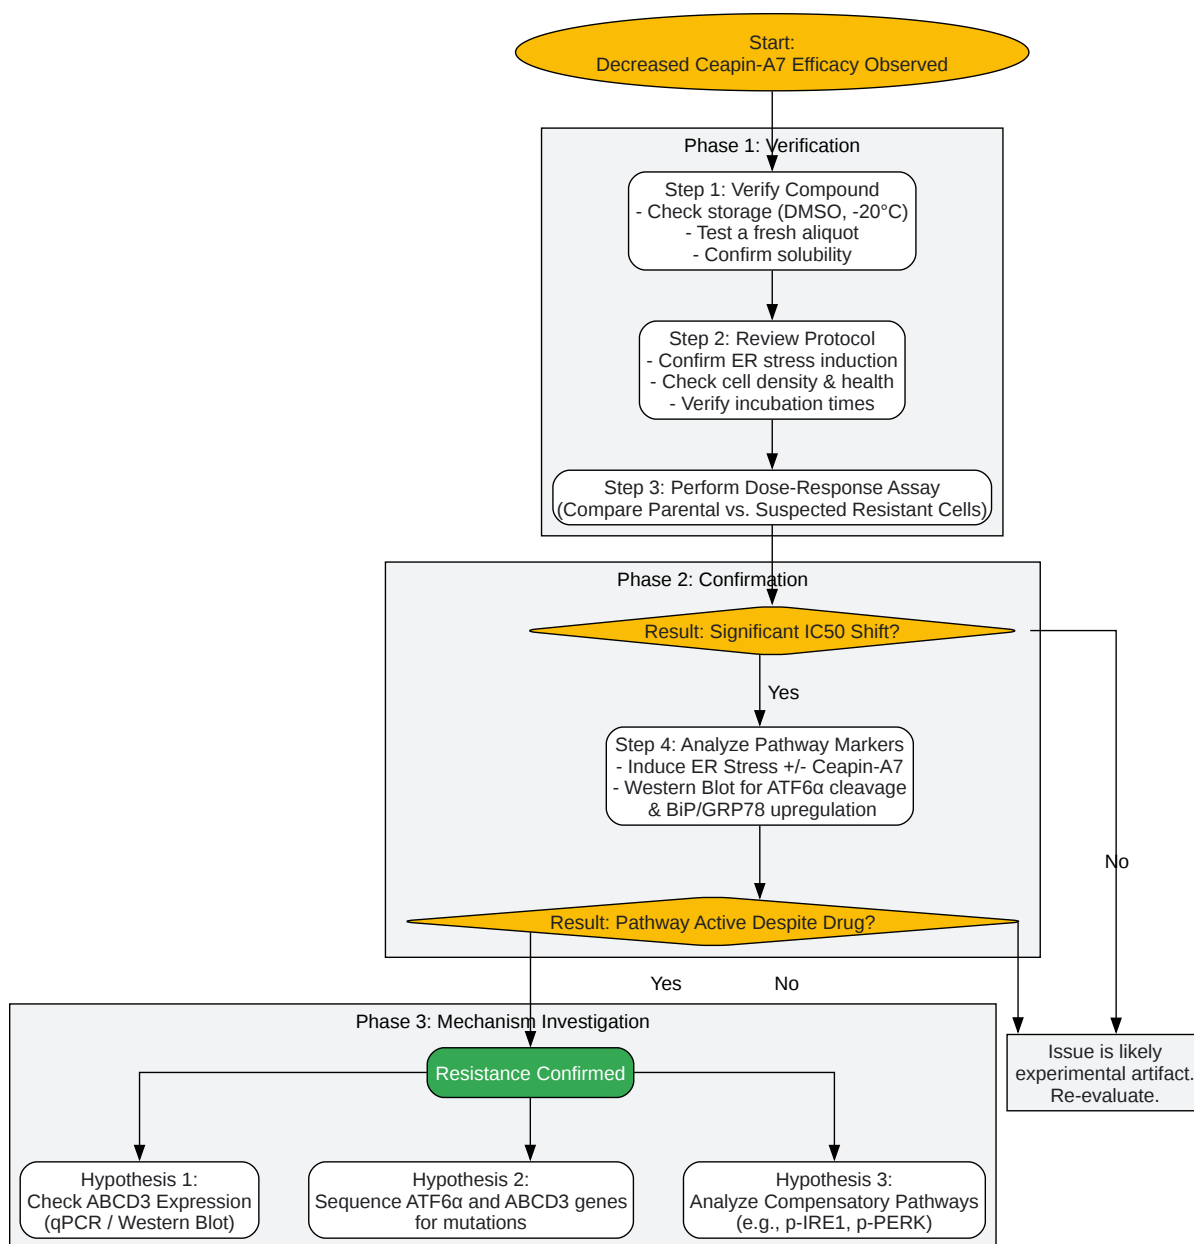 Start:
Decreased Ceapin-A7 Efficacy Observed
Phase 1: Verification
Step 1: Verify Compound
- Check storage (DMSO, -20°C)
- Test a fresh aliquot
- Confirm solubility
Step 2: Review Protocol
- Confirm ER stress induction
- Check cell density & health
- Verify incubation times
Step 3: Perform Dose-Response Assay
(Compare Parental vs. Suspected Resistant Cells)
Phase 2: Confirmation
Result: Significant IC50 Shift?
Yes
Step 4: Analyze Pathway Markers
- Induce ER Stress +/- Ceapin-A7
- Western Blot for ATF6α cleavage
& BiP/GRP78 upregulation
No
Result: Pathway Active Despite Drug?
Yes
No
Phase 3: Mechanism Investigation
Resistance Confirmed
Issue is likely
experimental artifact.
Re-evaluate.
Hypothesis 1:
Check ABCD3 Expression
(qPCR / Western Blot)
Hypothesis 2:
Sequence ATF6α and ABCD3 genes
for mutations
Hypothesis 3:
Analyze Compensatory Pathways
(e.g., p-IRE1, p-PERK)